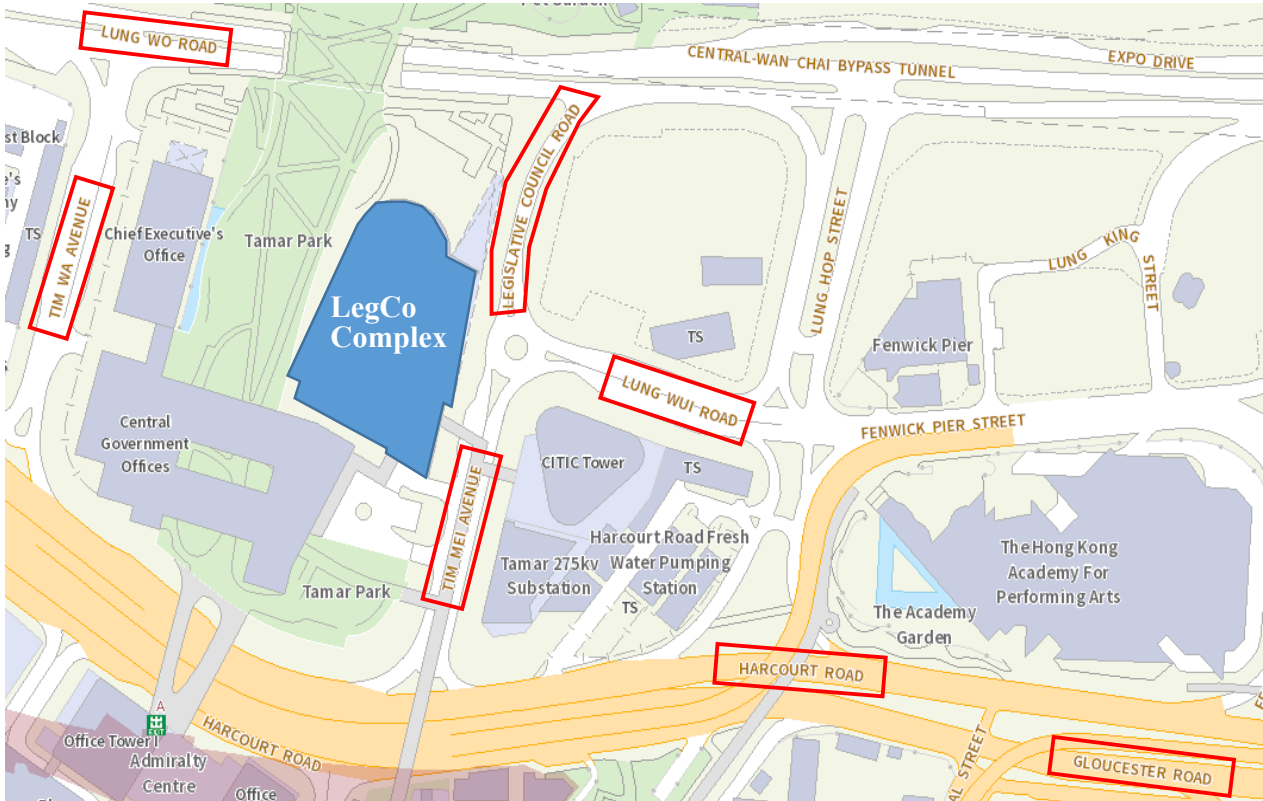 LUNG WO ROAD
CENTRAL-WAN CHAI BYPASS TUNNEL
EXPO DRIVE
st Block
TIM WA AVENUE
TS
Chief Executive's
Office
Tamar Park
LEGISLATIVE COUNCIL ROAD
LUNG HOP STREET
LUNG KING STREET
LegCo
Complex
TS
Fenwick Pier
LUNG WUI ROAD
FENWICK PIER STREET
Central
Government
Offices
CITIC Tower
TS
TIM MEI AVENUE
Tamar 275kv
Substation
Harcourt Road Fresh
Water Pumping
Station
TS
Tamar Park
The Hong Kong
Academy For
Performing Arts
The Academy
Garden
HARCOURT ROAD
HARCOURT ROAD
A
EXIT
Office Tower I
Admiralty
Centre
Office
STREET
GLOUCESTER ROAD